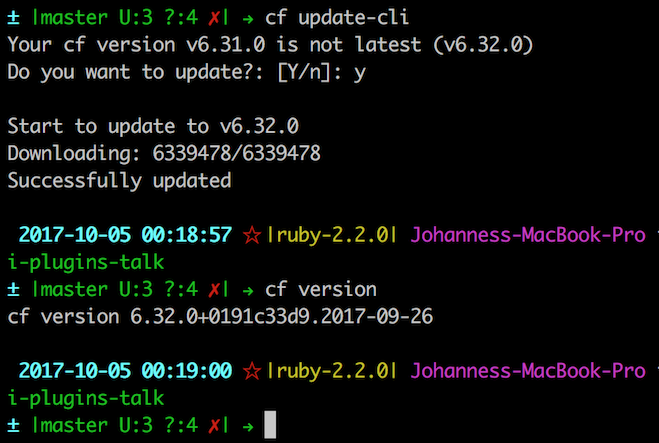 ± |master U:3 ?:4 ✗| → cf update-cli
Your cf version v6.31.0 is not latest (v6.32.0)
Do you want to update?: [Y/n]: y
Start to update to v6.32.0
Downloading: 6339478/6339478
Successfully updated
2017-10-05 00:18:57 ☆ |ruby-2.2.0| Johanness-MacBook-Pro
i-plugins-talk
± |master U:3 ?:4 ✗| → cf version
cf version 6.32.0+0191c33d9.2017-09-26
2017-10-05 00:19:00 ☆ |ruby-2.2.0| Johanness-MacBook-Pro
i-plugins-talk
± |master U:3 ?:4 ✗| →